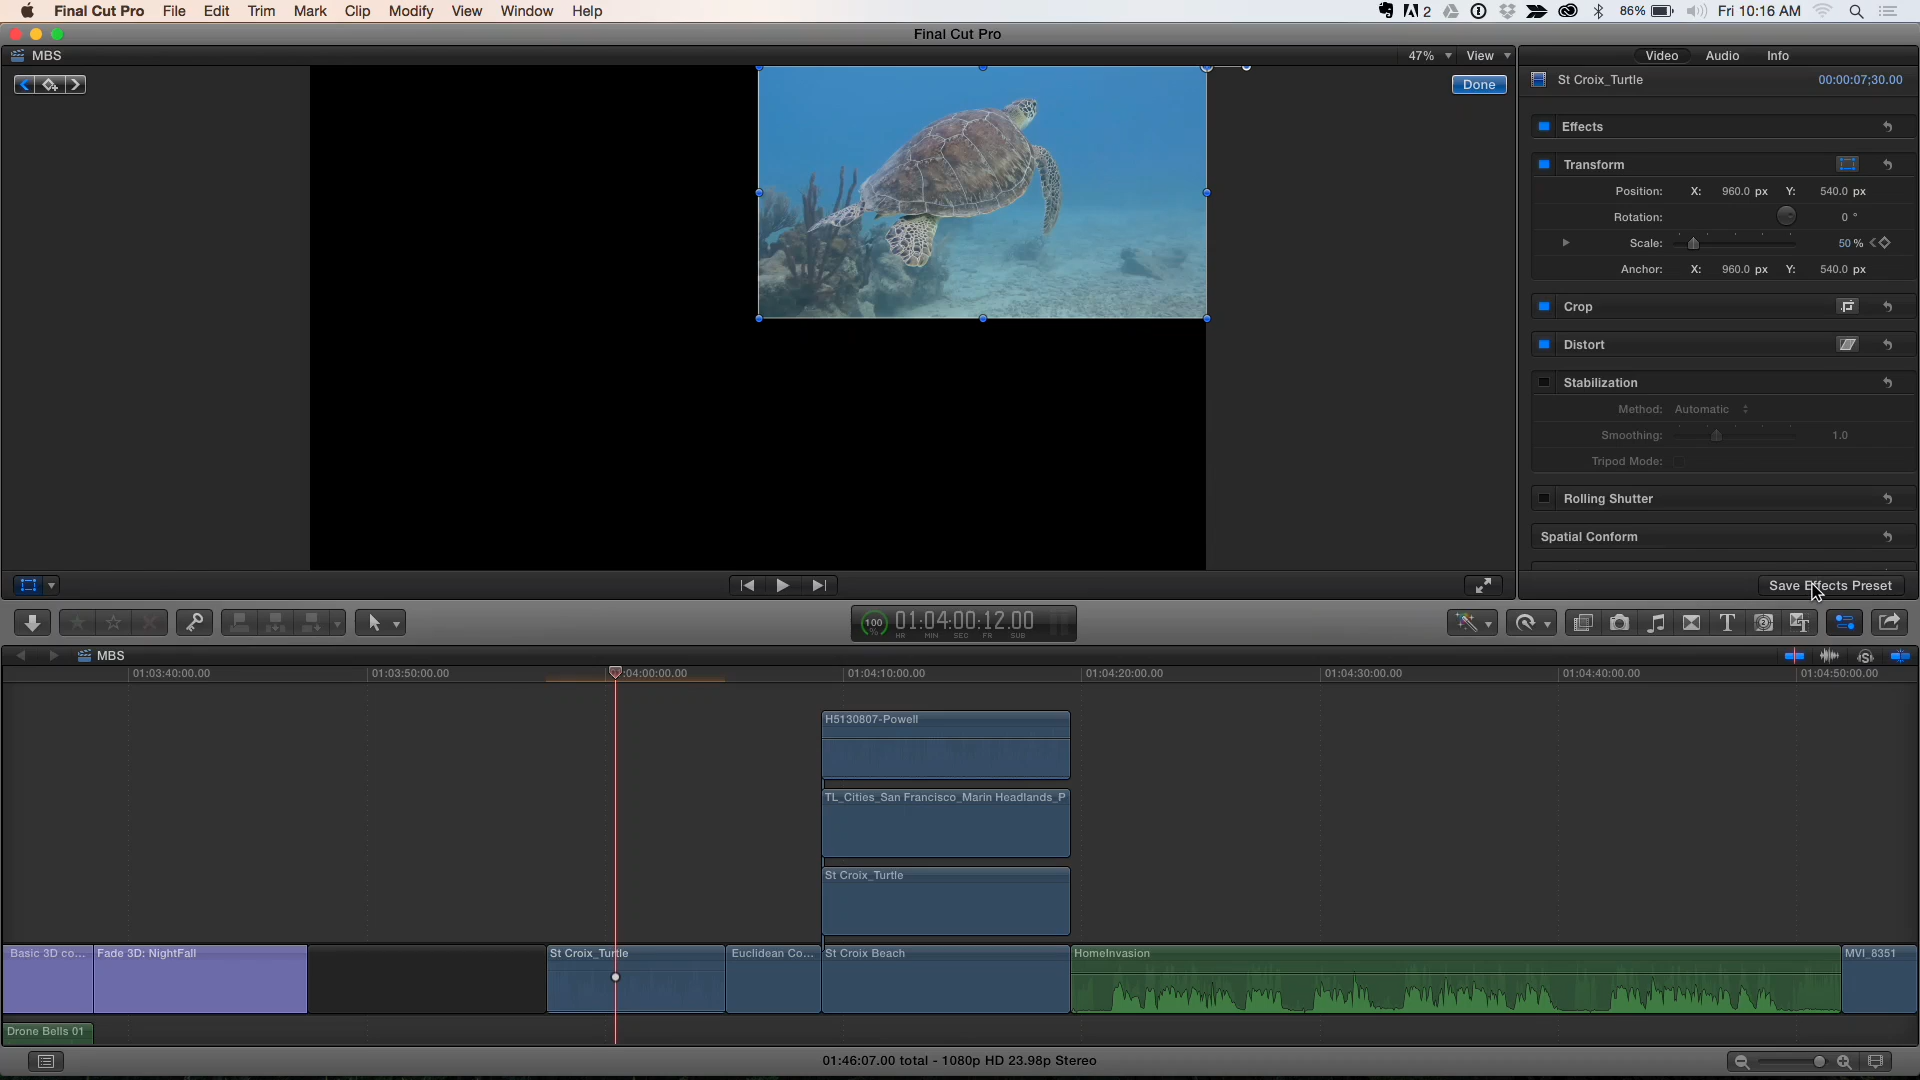 Final Cut Pro File Edit Trim Mark Clip Modify View Window Help 2 86% Fri 10:16 AM
Final Cut Pro
MBS 47% View Video Audio Info
Done St Croix_Turtle 00:00:07;30.00
Effects
Transform
Position: X: 960.0 px Y: 540.0 px
Rotation: 0 °
Scale: 50 %
Anchor: X: 960.0 px Y: 540.0 px
Crop
Distort
Stabilization
Method: Automatic
Smoothing: 1.0
Tripod Mode:
Rolling Shutter
Spatial Conform
Save Effects Preset
100 % 01:04:00:12.00
HR MIN SEC FR SUB
MBS
01:03:40:00.00 01:03:50:00.00 :04:00:00.00 01:04:10:00.00 01:04:20:00.00 01:04:30:00.00 01:04:40:00.00 01:04:50:00.00
H5130807-Powell
TL_Cities_San Francisco_Marin Headlands_P
St Croix_Turtle
Basic 3D co... Fade 3D: NightFall St Croix_Turtle Euclidean Co... St Croix Beach HomeInvasion MVI_8351
Drone Bells 01
01:46:07.00 total - 1080p HD 23.98p Stereo